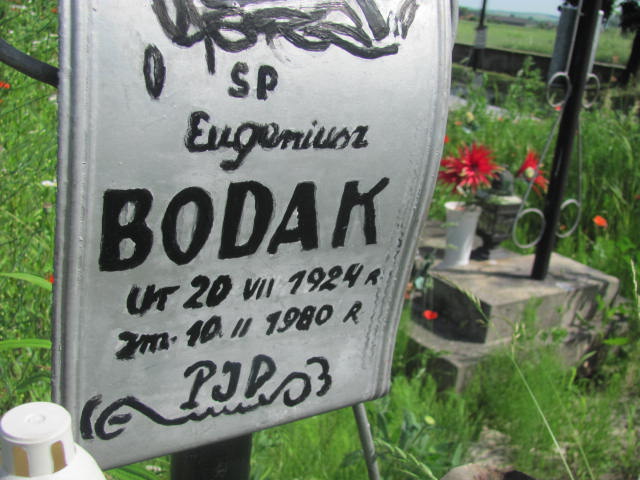 SP
Eugeniusz
BODAK
UR 20 VII 1924 R
zm. 10 II 1980 R
PJP